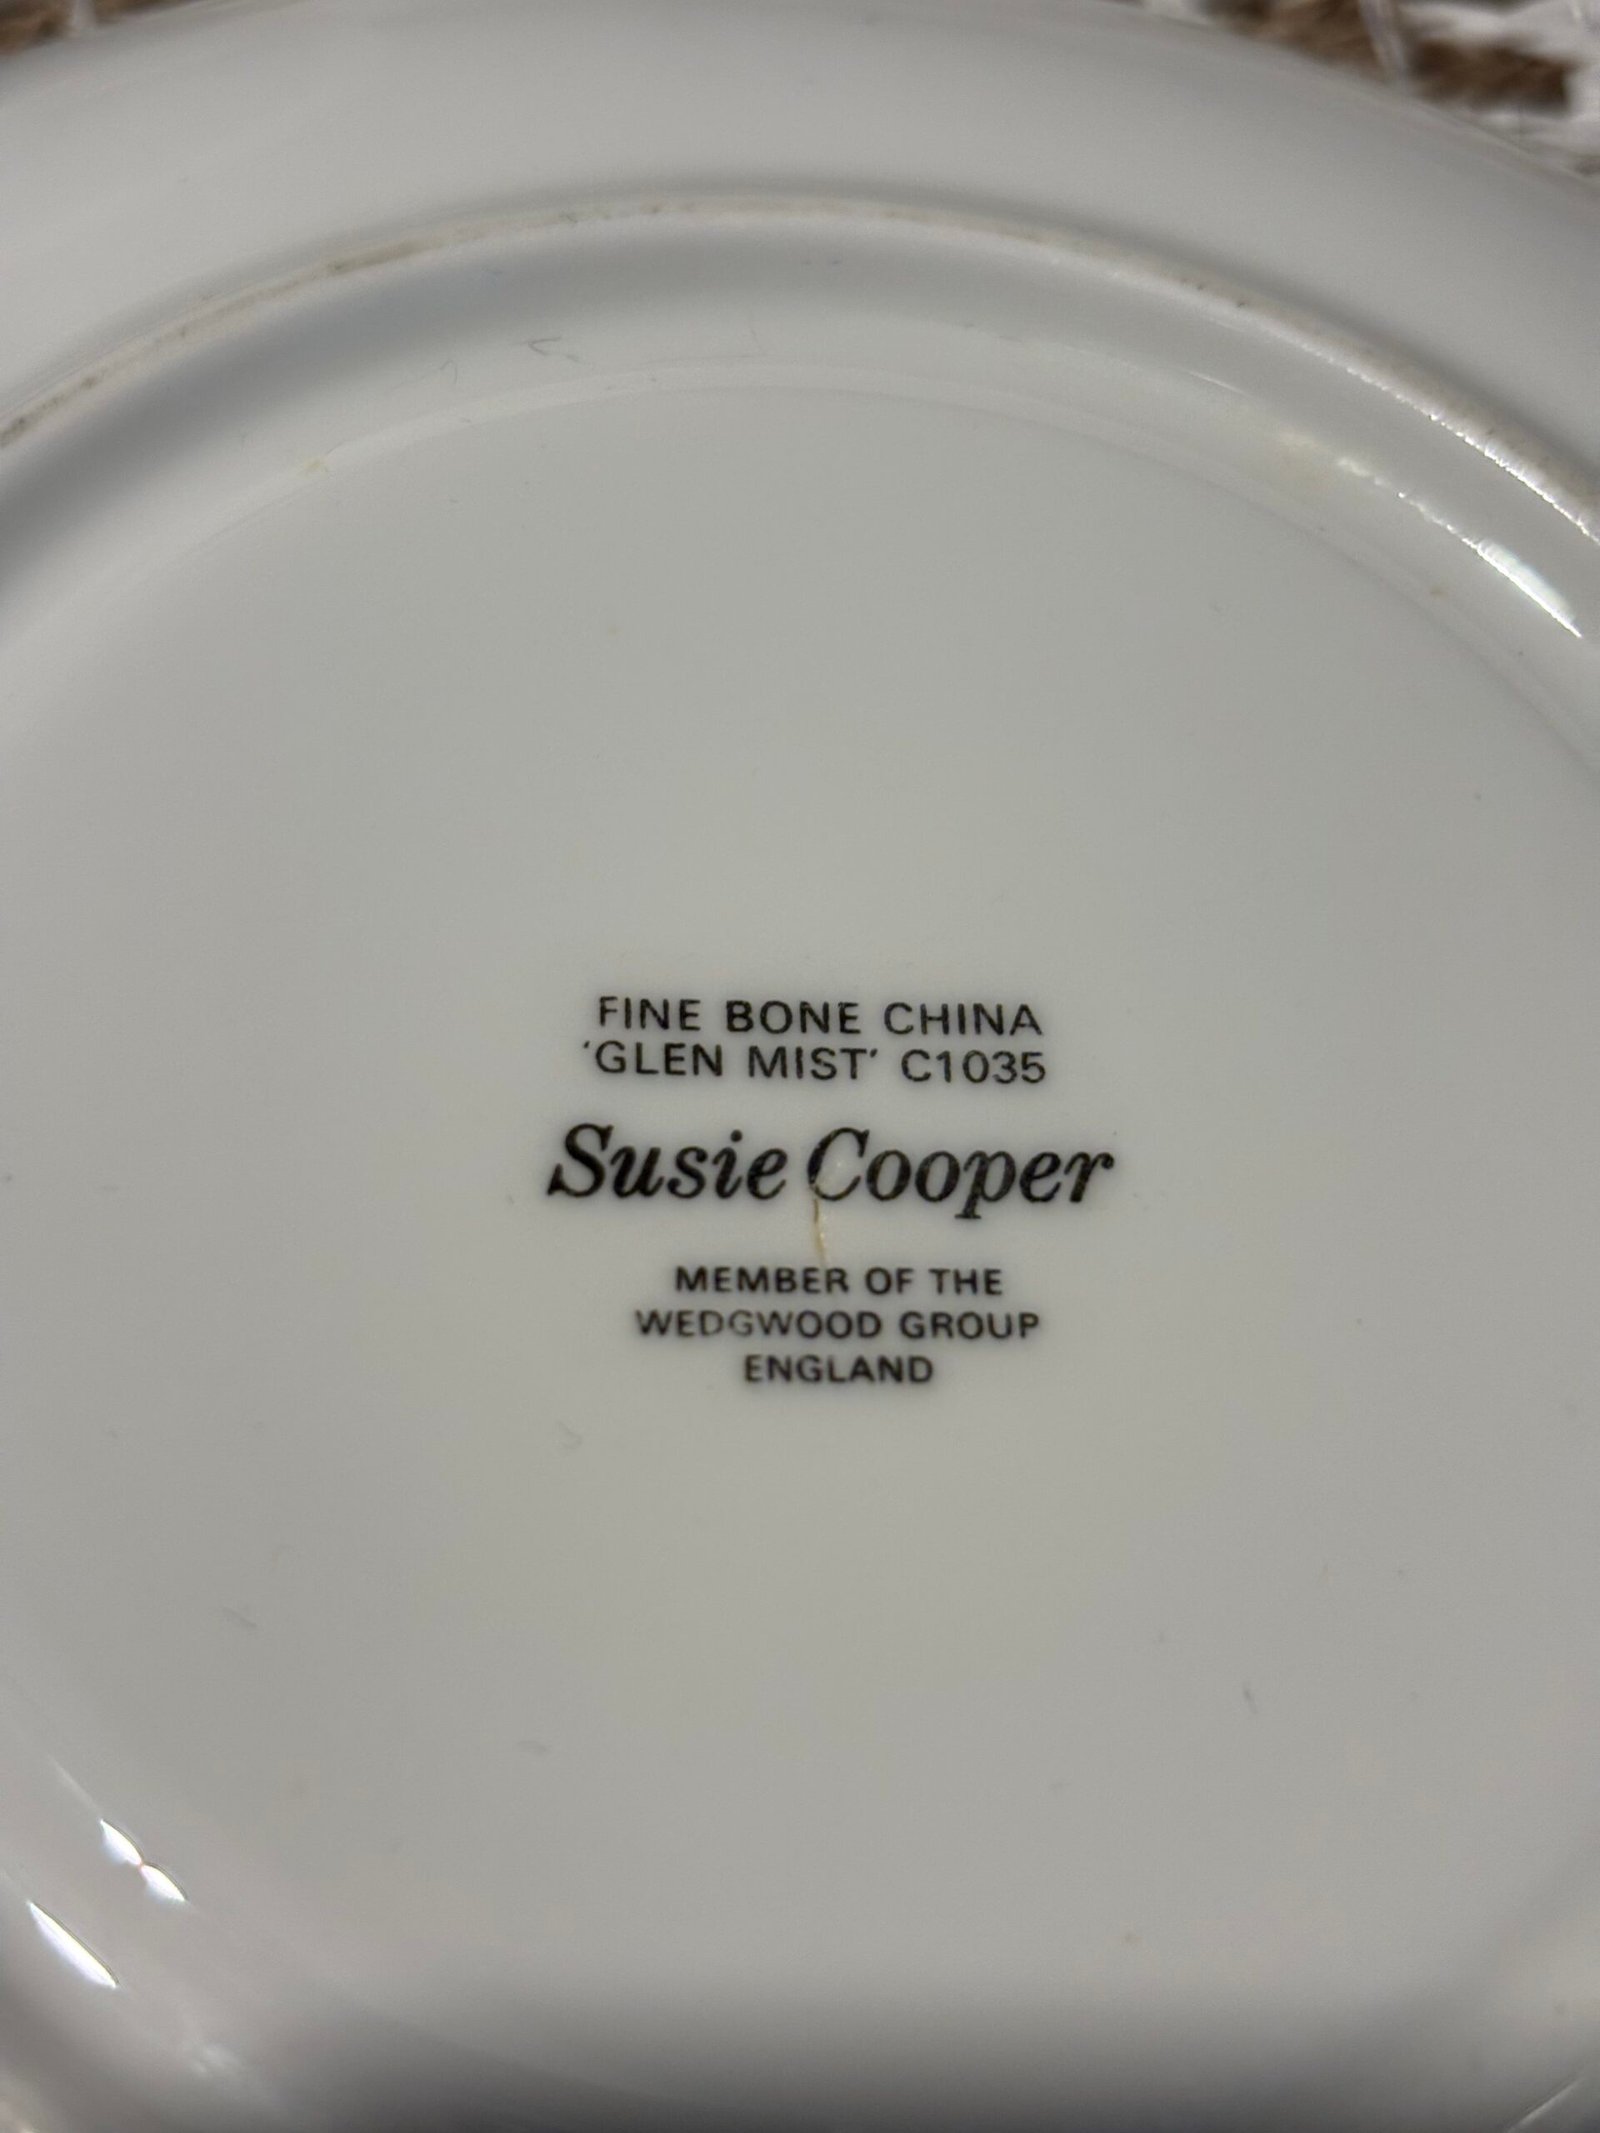 FINE BONE CHINA
'GLEN MIST' C1035
Susie Cooper
MEMBER OF THE
WEDGWOOD GROUP
ENGLAND